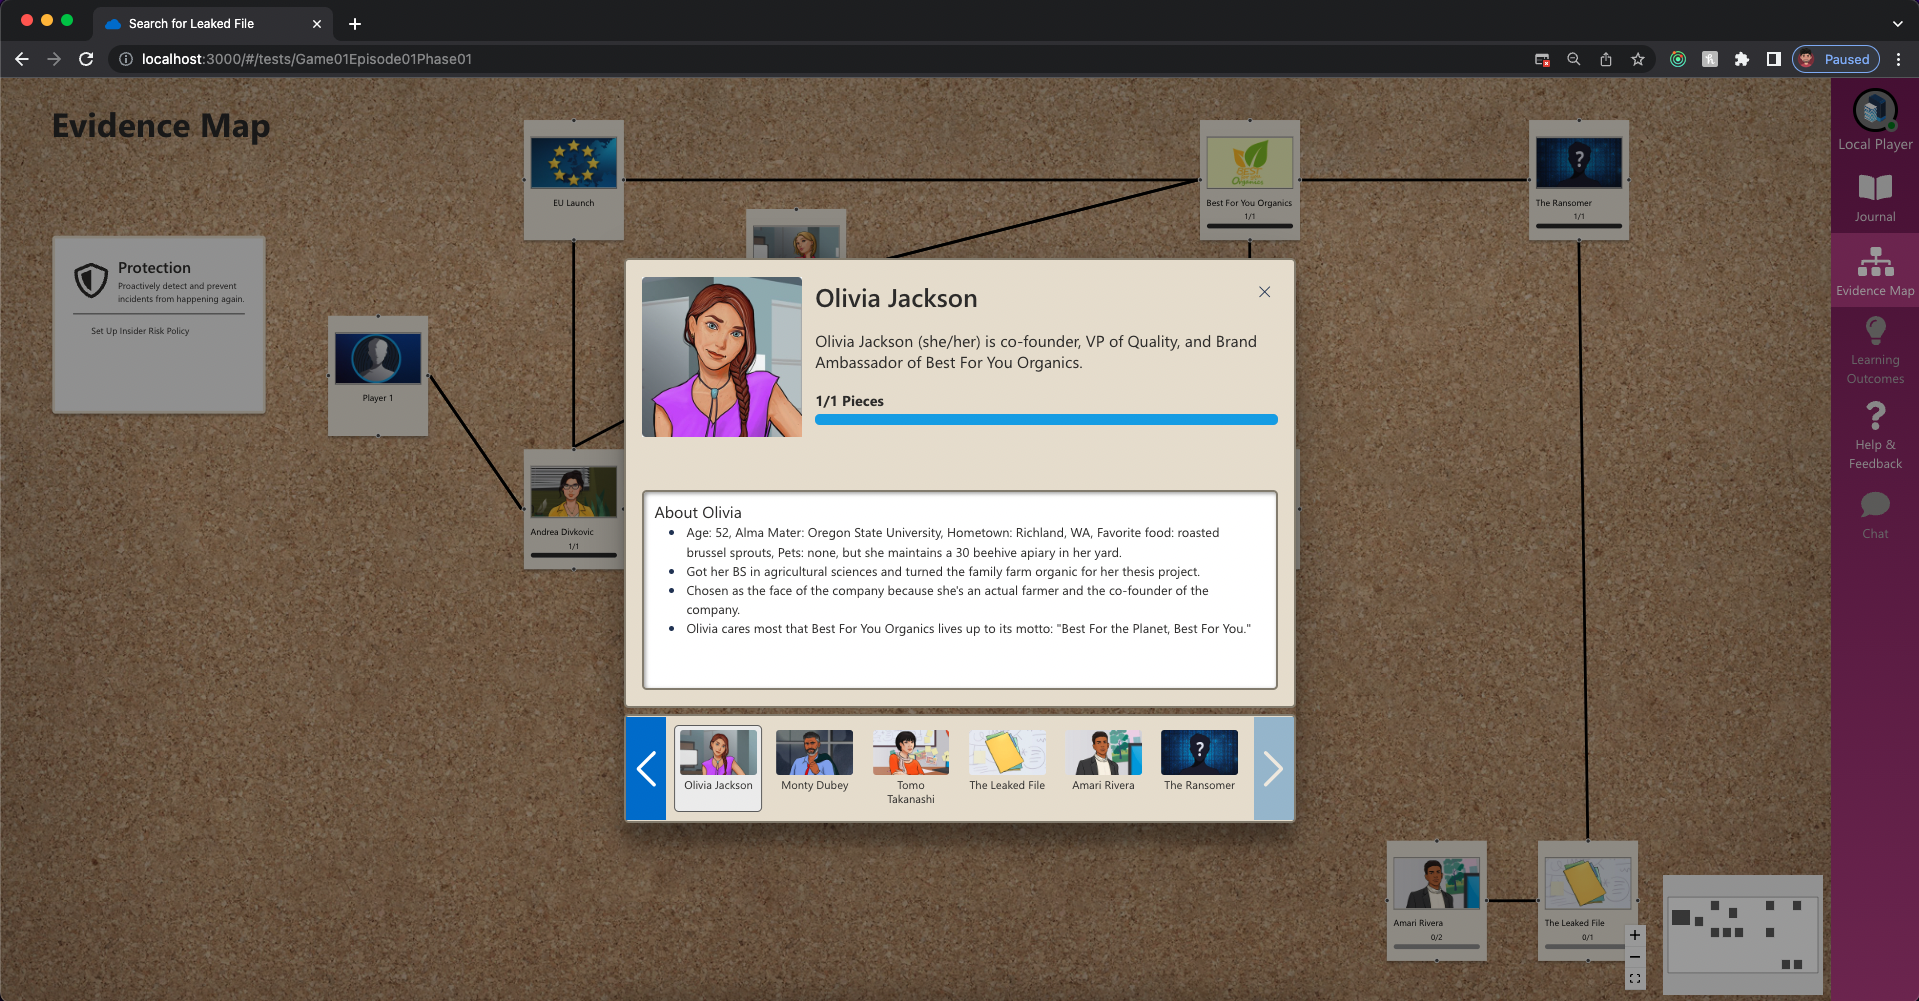 Search for Leaked File
localhost:3000/#/tests/Game01Episode01Phase01
Paused
Evidence Map
Protection
Proactively detect and prevent
incidents from happening again.
Set Up Insider Risk Policy
Player 1
EU Launch
Andrea Divkovic
1/1
Organics
Best For You Organics
1/1
?
The Ransomer
1/1
Olivia Jackson
Olivia Jackson (she/her) is co-founder, VP of Quality, and Brand
Ambassador of Best For You Organics.
1/1 Pieces
About Olivia
Age: 52, Alma Mater: Oregon State University, Hometown: Richland, WA, Favorite food: roasted
brussel sprouts, Pets: none, but she maintains a 30 beehive apiary in her yard.
Got her BS in agricultural sciences and turned the family farm organic for her thesis project.
Chosen as the face of the company because she's an actual farmer and the co-founder of the
company.
Olivia cares most that Best For You Organics lives up to its motto: "Best For the Planet, Best For You."
Olivia Jackson
Monty Dubey
Tomo
Takanashi
The Leaked File
Amari Rivera
?
The Ransomer
Amari Rivera
0/2
The Leaked File
0/1
Local Player
Journal
Evidence Map
Learning
Outcomes
?
Help &
Feedback
Chat